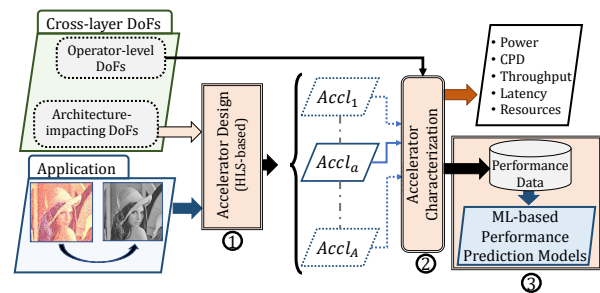 Cross-layer DoFs
Operator-level
DoFs
Architecture-
impacting DoFs
Application
Accelerator Design
(HLS-based)
①
Accl1
Accla
AcclA
Accelerator
Characterization
②
• Power
• CPD
• Throughput
• Latency
• Resources
Performance
Data
ML-based
Performance
Prediction Models
③